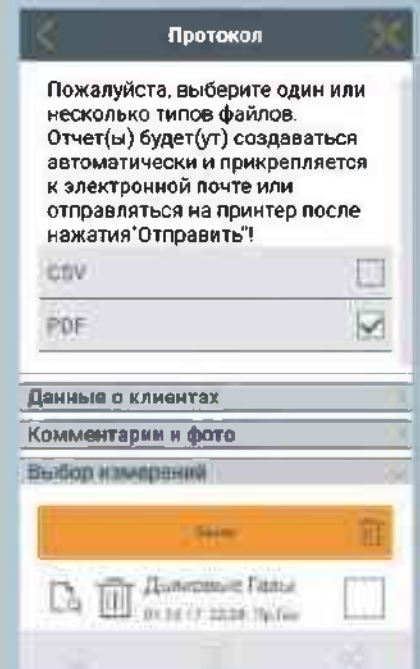 Протокол
Пожалуйста, выберите один или
несколько типов файлов.
Отчет(ы) будет(ут) создаваться
автоматически и прикрепляется
к электронной почте или
отправляться на принтер после
нажатия"Отправить"!
CSV
PDF
Данные о клиентах
Комментарии и фото
Выбор измерений
Дымовые Газы